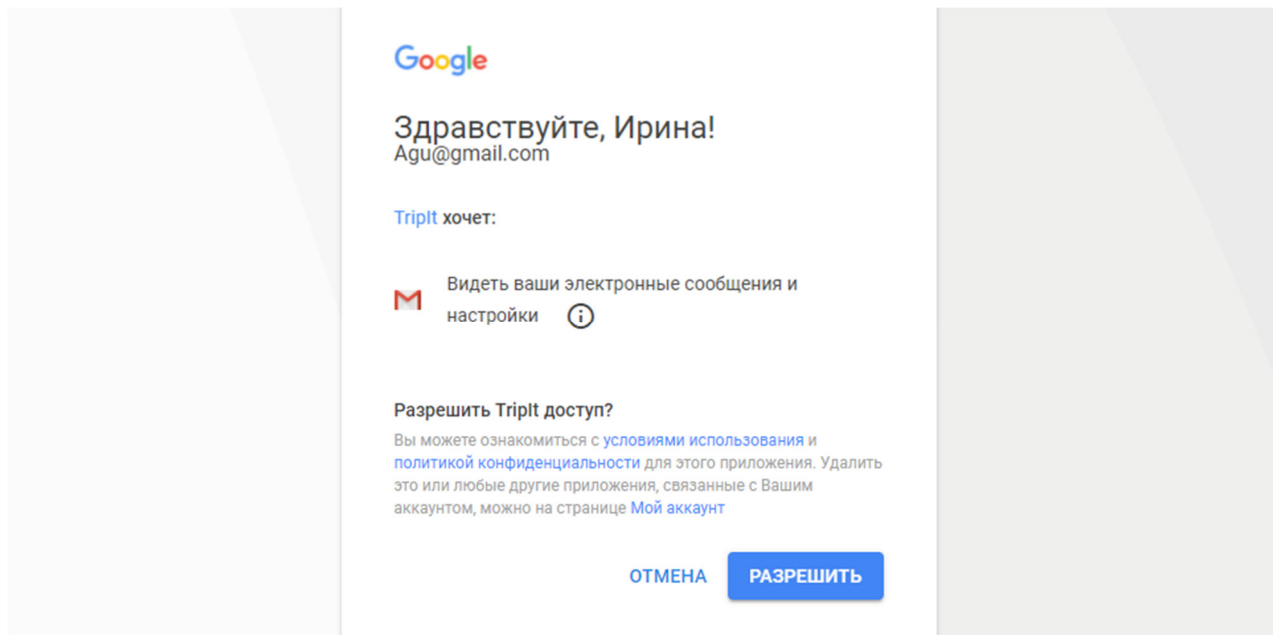 Google
Здравствуйте, Ирина!
Agu@gmail.com
TripIt хочет:
Видеть ваши электронные сообщения и
настройки
Разрешить TripIt доступ?
Вы можете ознакомиться с условиями использования и
политикой конфиденциальности для этого приложения. Удалить
это или любые другие приложения, связанные с Вашим
аккаунтом, можно на странице Мой аккаунт
ОТМЕНА РАЗРЕШИТЬ